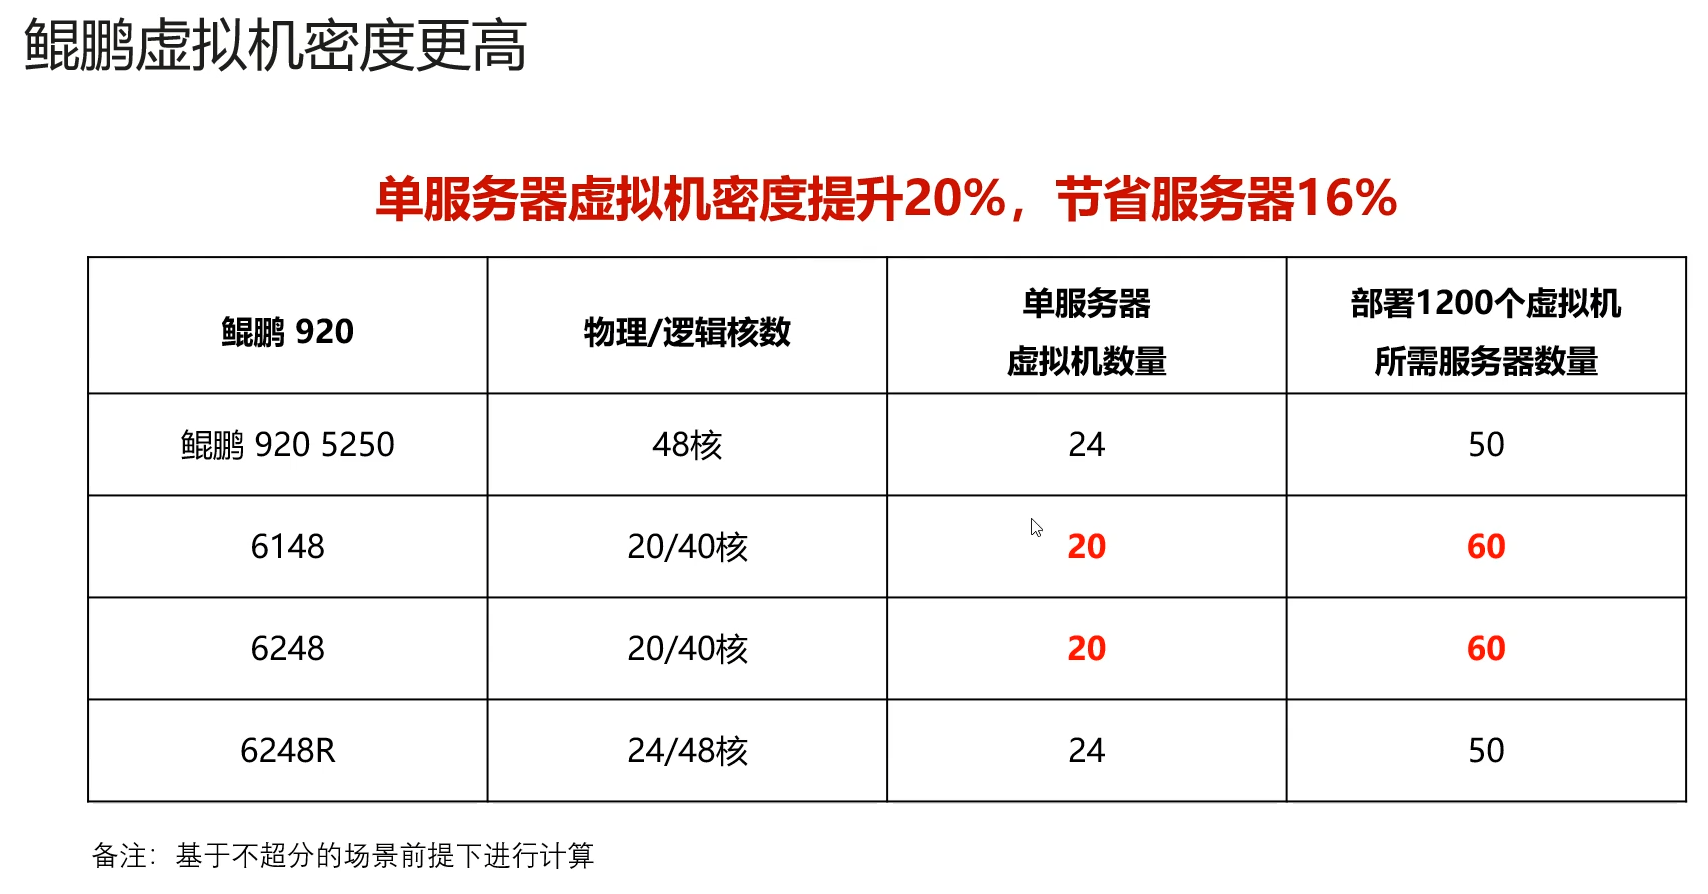 鲲鹏虚拟机密度更高
单服务器虚拟机密度提升20%，节省服务器16%
鲲鹏 920 物理/逻辑核数 单服务器 部署1200个虚拟机
虚拟机数量 所需服务器数量
鲲鹏 920 5250 48核 24 50
6148 20/40核 20 60
6248 20/40核 20 60
6248R 24/48核 24 50
备注：基于不超分的场景前提下进行计算